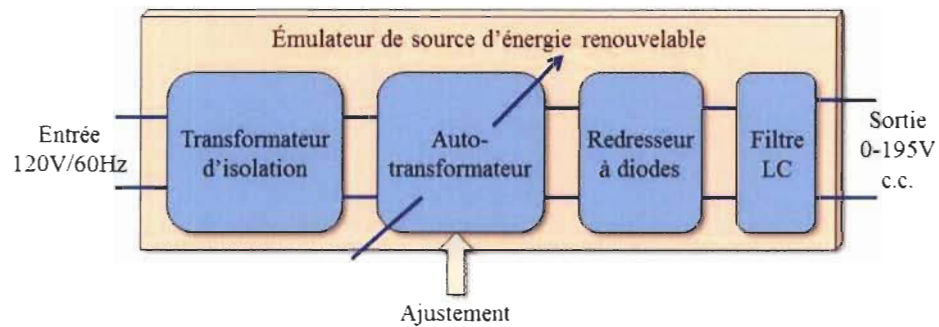 Émulateur de source d'énergie renouvelable
Entrée
120V/60Hz
Transformateur
d'isolation
Auto-
transformateur
Redresseur
à diodes
Filtre
LC
Sortie
0-195V
c.c.
Ajustement